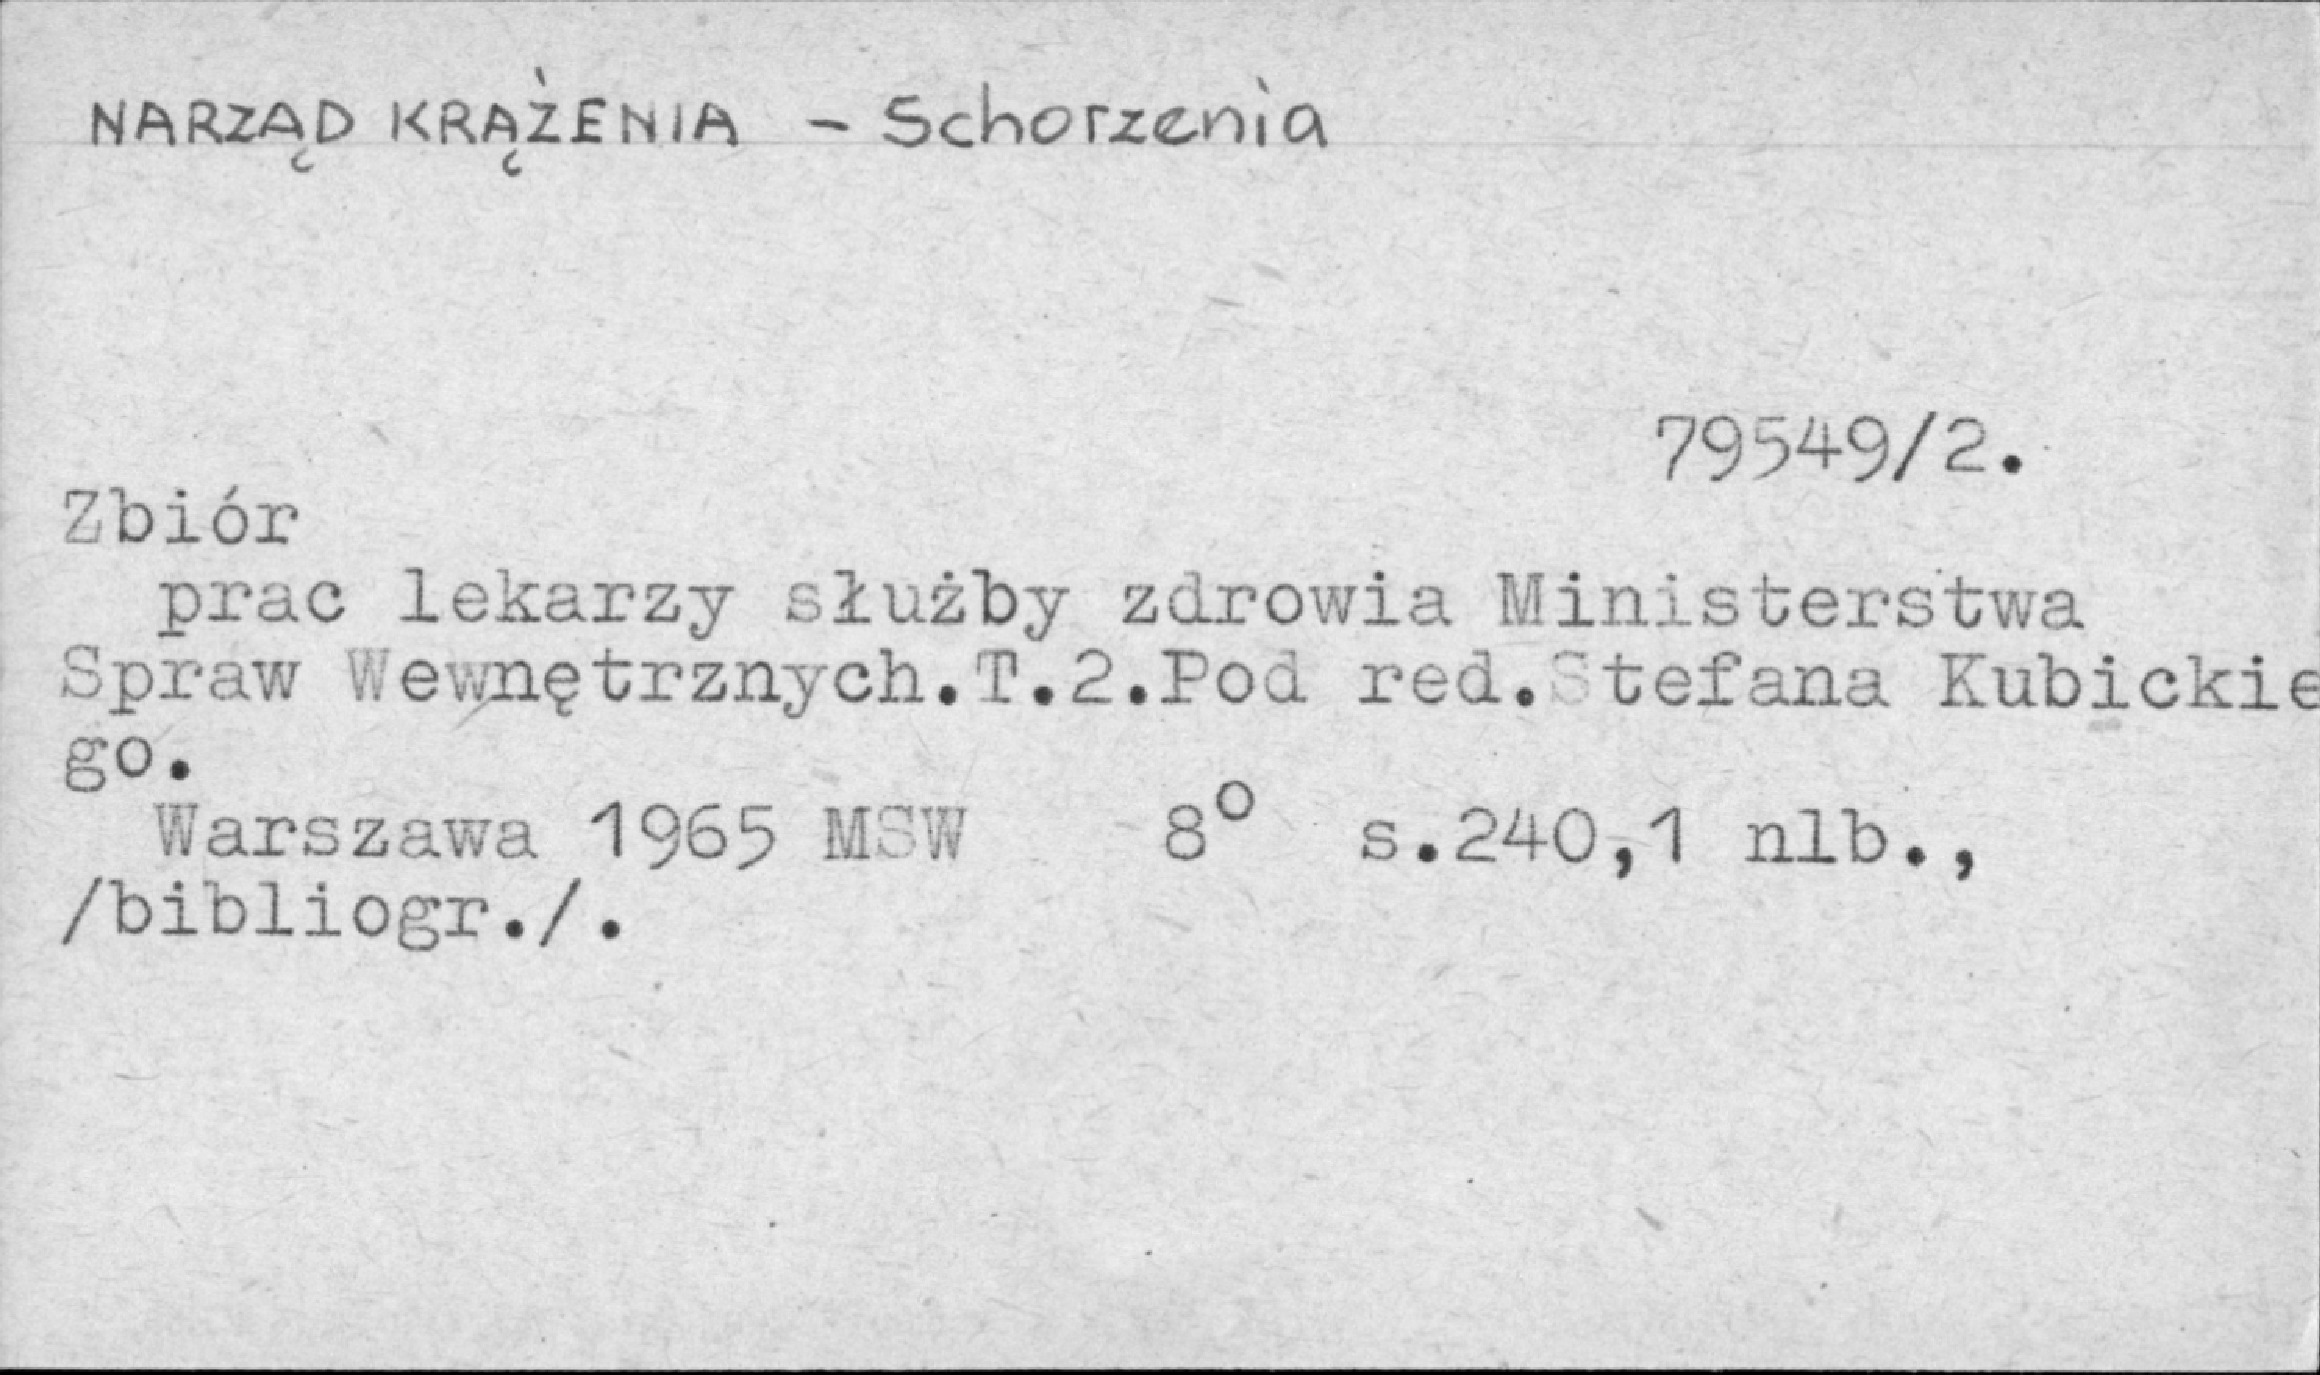 NARZĄD KRĄŻENIA - Schorzenia
79549/2.
Zbiór
prac lekarzy służby zdrowia Ministerstwa
Spraw Wewnętrznych.T.2.Pod red.Stefana Kubickie
go.
Warszawa 1965 MSW 8° s.240,1 nlb.,
/bibliogr./.